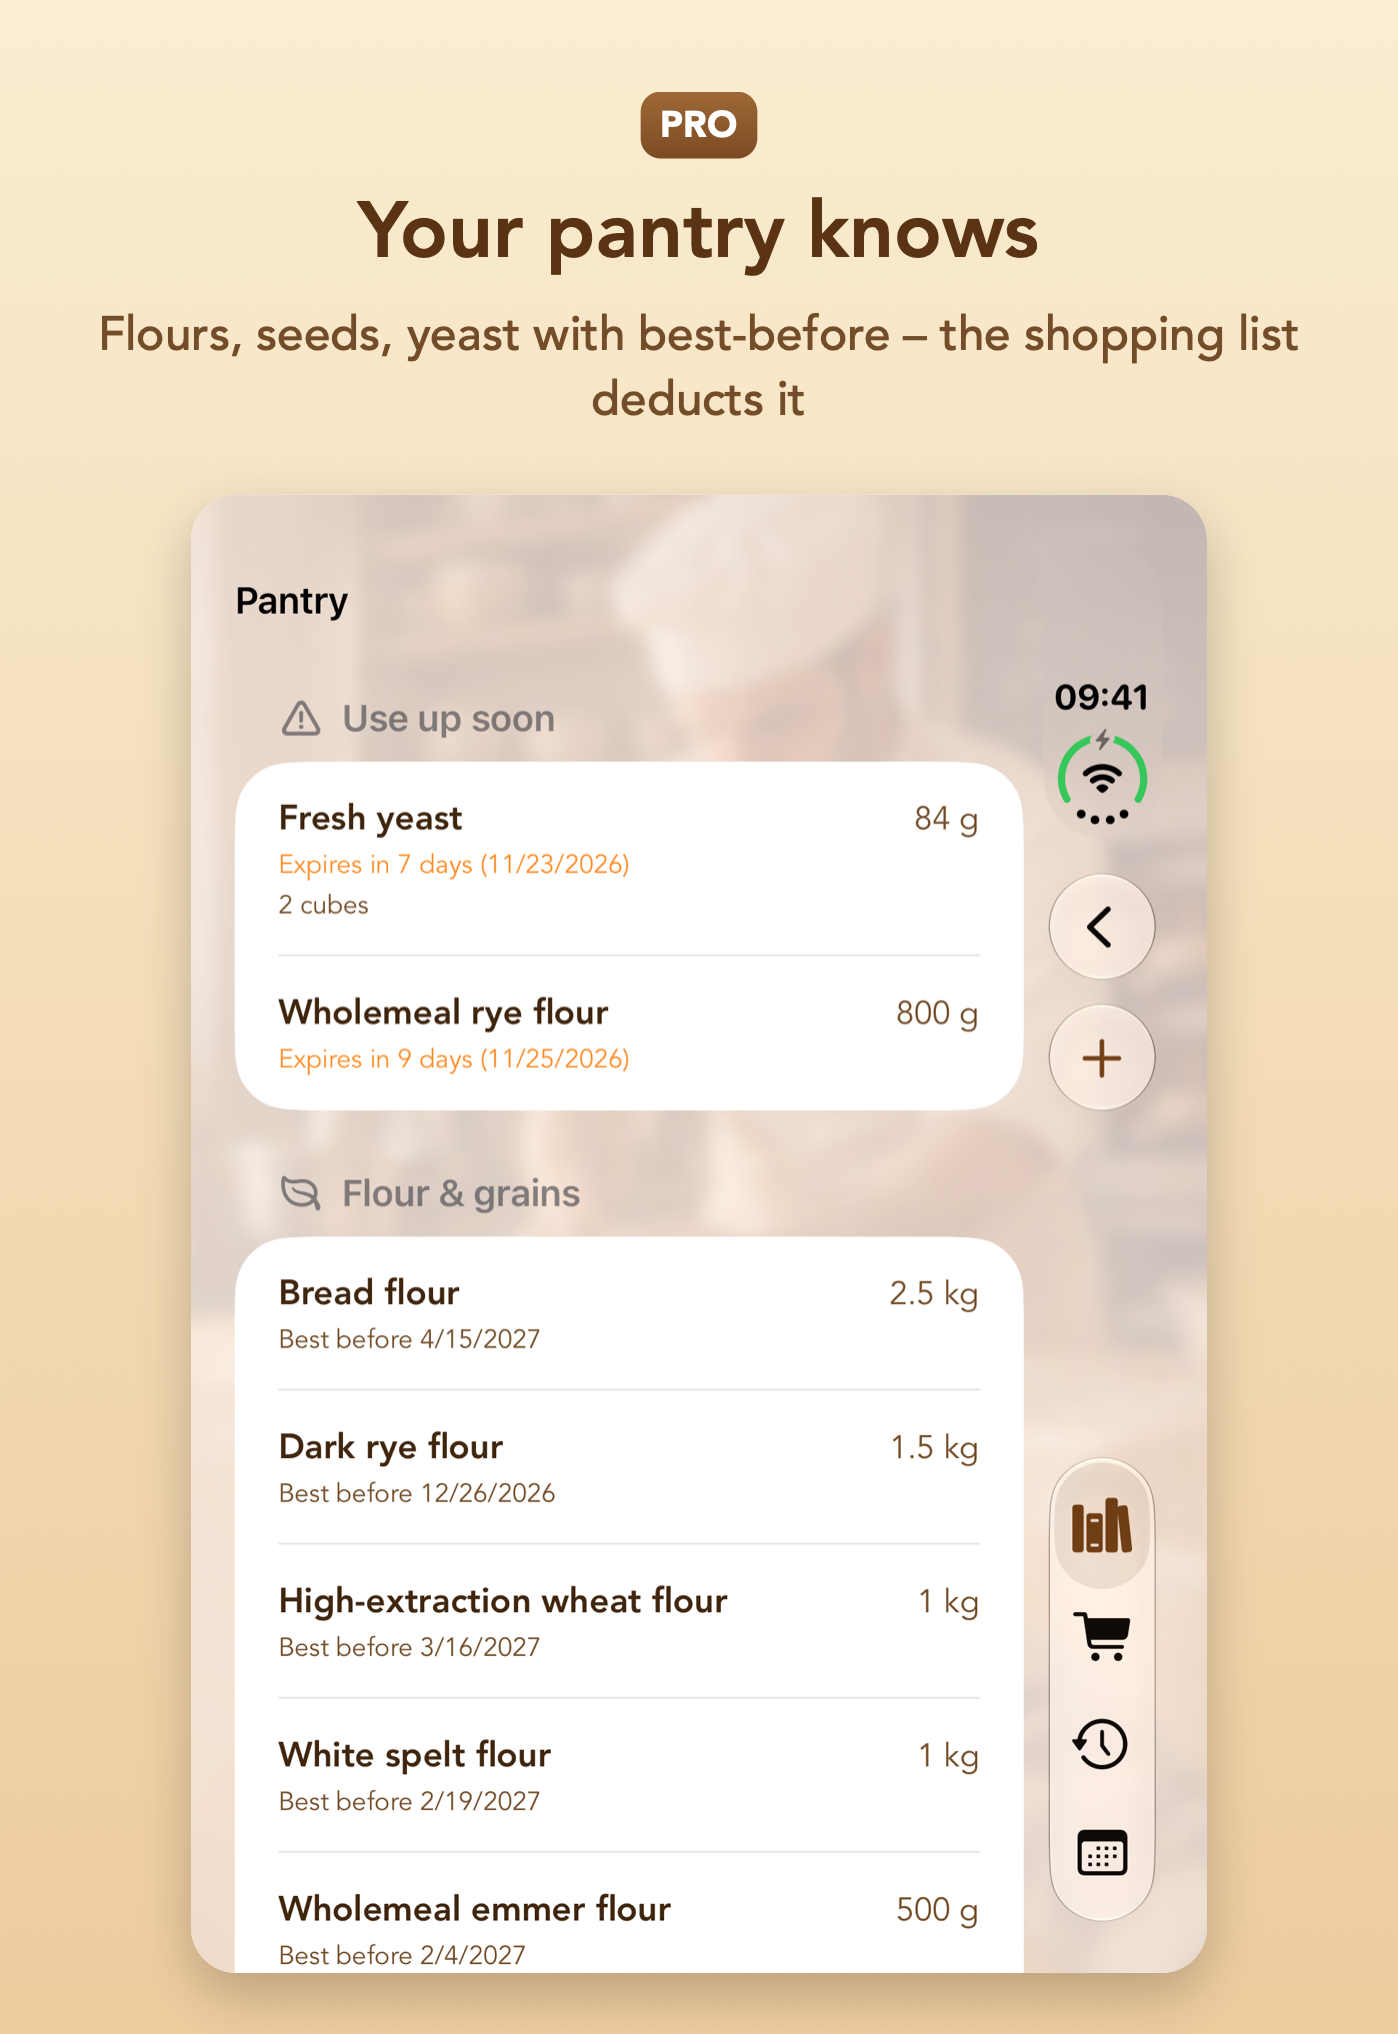 PRO
Your pantry knows
Flours, seeds, yeast with best-before – the shopping list
deducts it
Pantry
09:41
Use up soon
Fresh yeast 84 g
Expires in 7 days (11/23/2026)
2 cubes
Wholemeal rye flour 800 g
Expires in 9 days (11/25/2026)
Flour & grains
Bread flour 2.5 kg
Best before 4/15/2027
Dark rye flour 1.5 kg
Best before 12/26/2026
High-extraction wheat flour 1 kg
Best before 3/16/2027
White spelt flour 1 kg
Best before 2/19/2027
Wholemeal emmer flour 500 g
Best before 2/4/2027